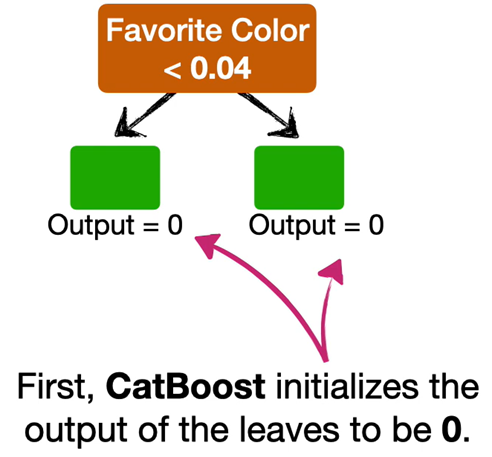 Favorite Color
< 0.04
Output = 0
Output = 0
First, CatBoost initializes the
output of the leaves to be 0.